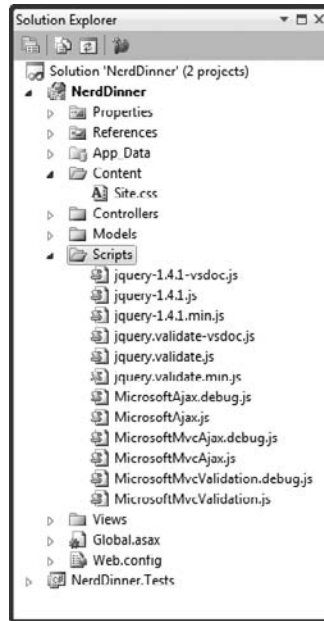 Solution Explorer
Solution 'NerdDinner' (2 projects)
NerdDinner
Properties
References
App_Data
Content
Site.css
Controllers
Models
Scripts
jquery-1.4.1-vsdoc.js
jquery-1.4.1.js
jquery-1.4.1.min.js
jquery.validate-vsdoc.js
jquery.validate.js
jquery.validate.min.js
MicrosoftAjax.debug.js
MicrosoftAjax.js
MicrosoftMvcAjax.debug.js
MicrosoftMvcAjax.js
MicrosoftMvcValidation.debug.js
MicrosoftMvcValidation.js
Views
Global.asax
Web.config
NerdDinner.Tests